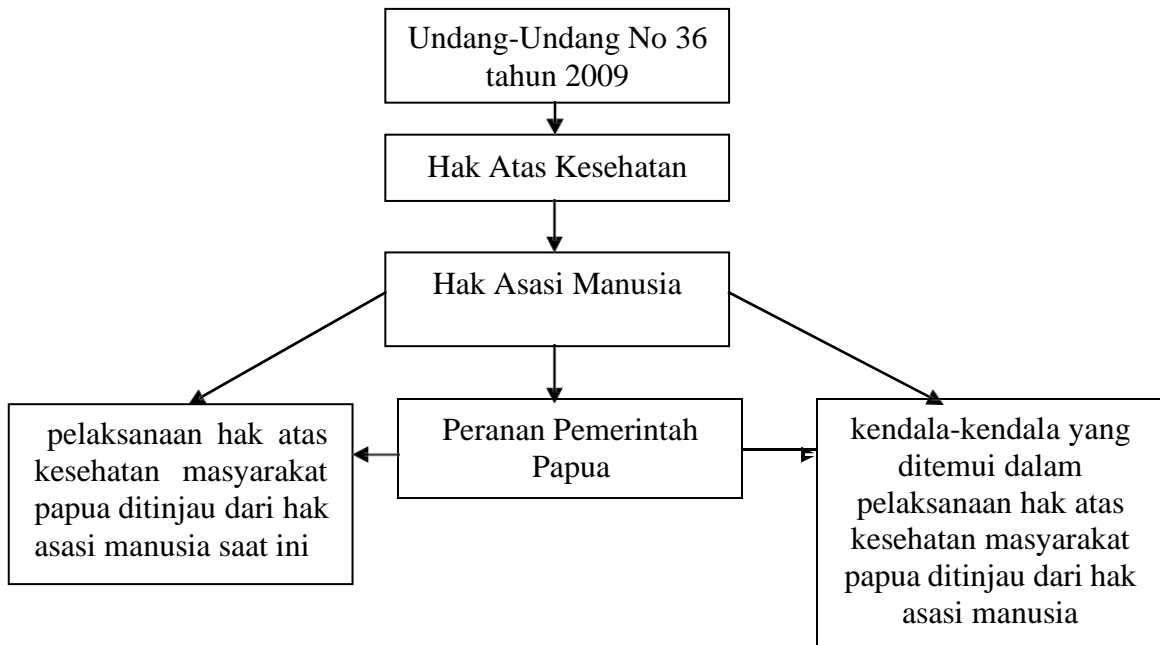 Undang-Undang No 36
tahun 2009
Hak Atas Kesehatan
Hak Asasi Manusia
pelaksanaan hak atas
kesehatan masyarakat
papua ditinjau dari hak
asasi manusia saat ini
Peranan Pemerintah
Papua
kendala-kendala yang
ditemui dalam
pelaksanaan hak atas
kesehatan masyarakat
papua ditinjau dari hak
asasi manusia